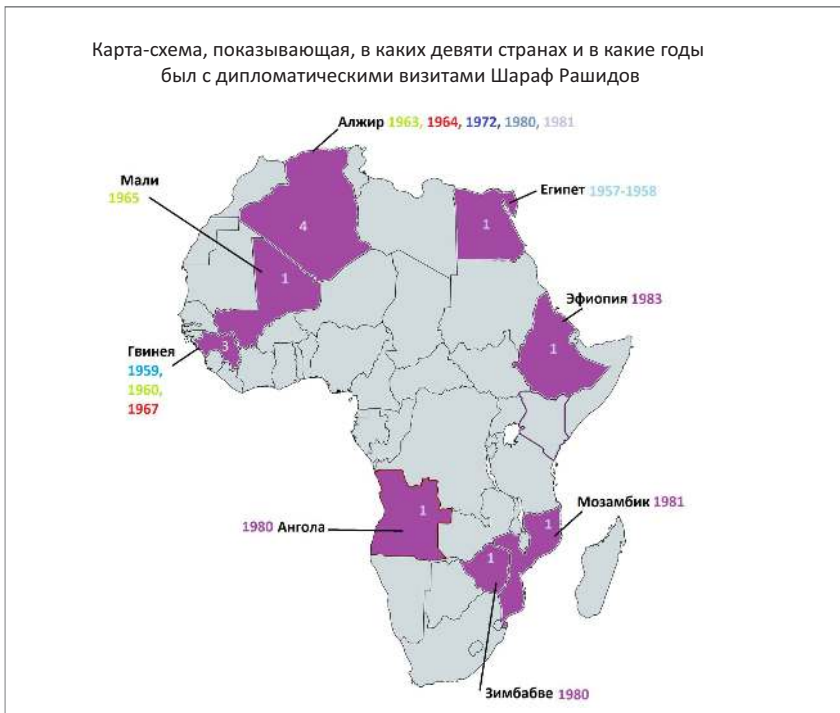 Карта-схема, показывающая, в каких девяти странах и в какие годы
был с дипломатическими визитами Шараф Рашидов
Алжир 1963, 1964, 1972, 1980, 1981
Мали
1965
Египет 1957-1958
4
1
1
Эфиопия 1983
Гвинея
1959,
1960,
1967
3
1
Мозамбик 1981
1980 Ангола
1
1
1
Зимбабве 1980